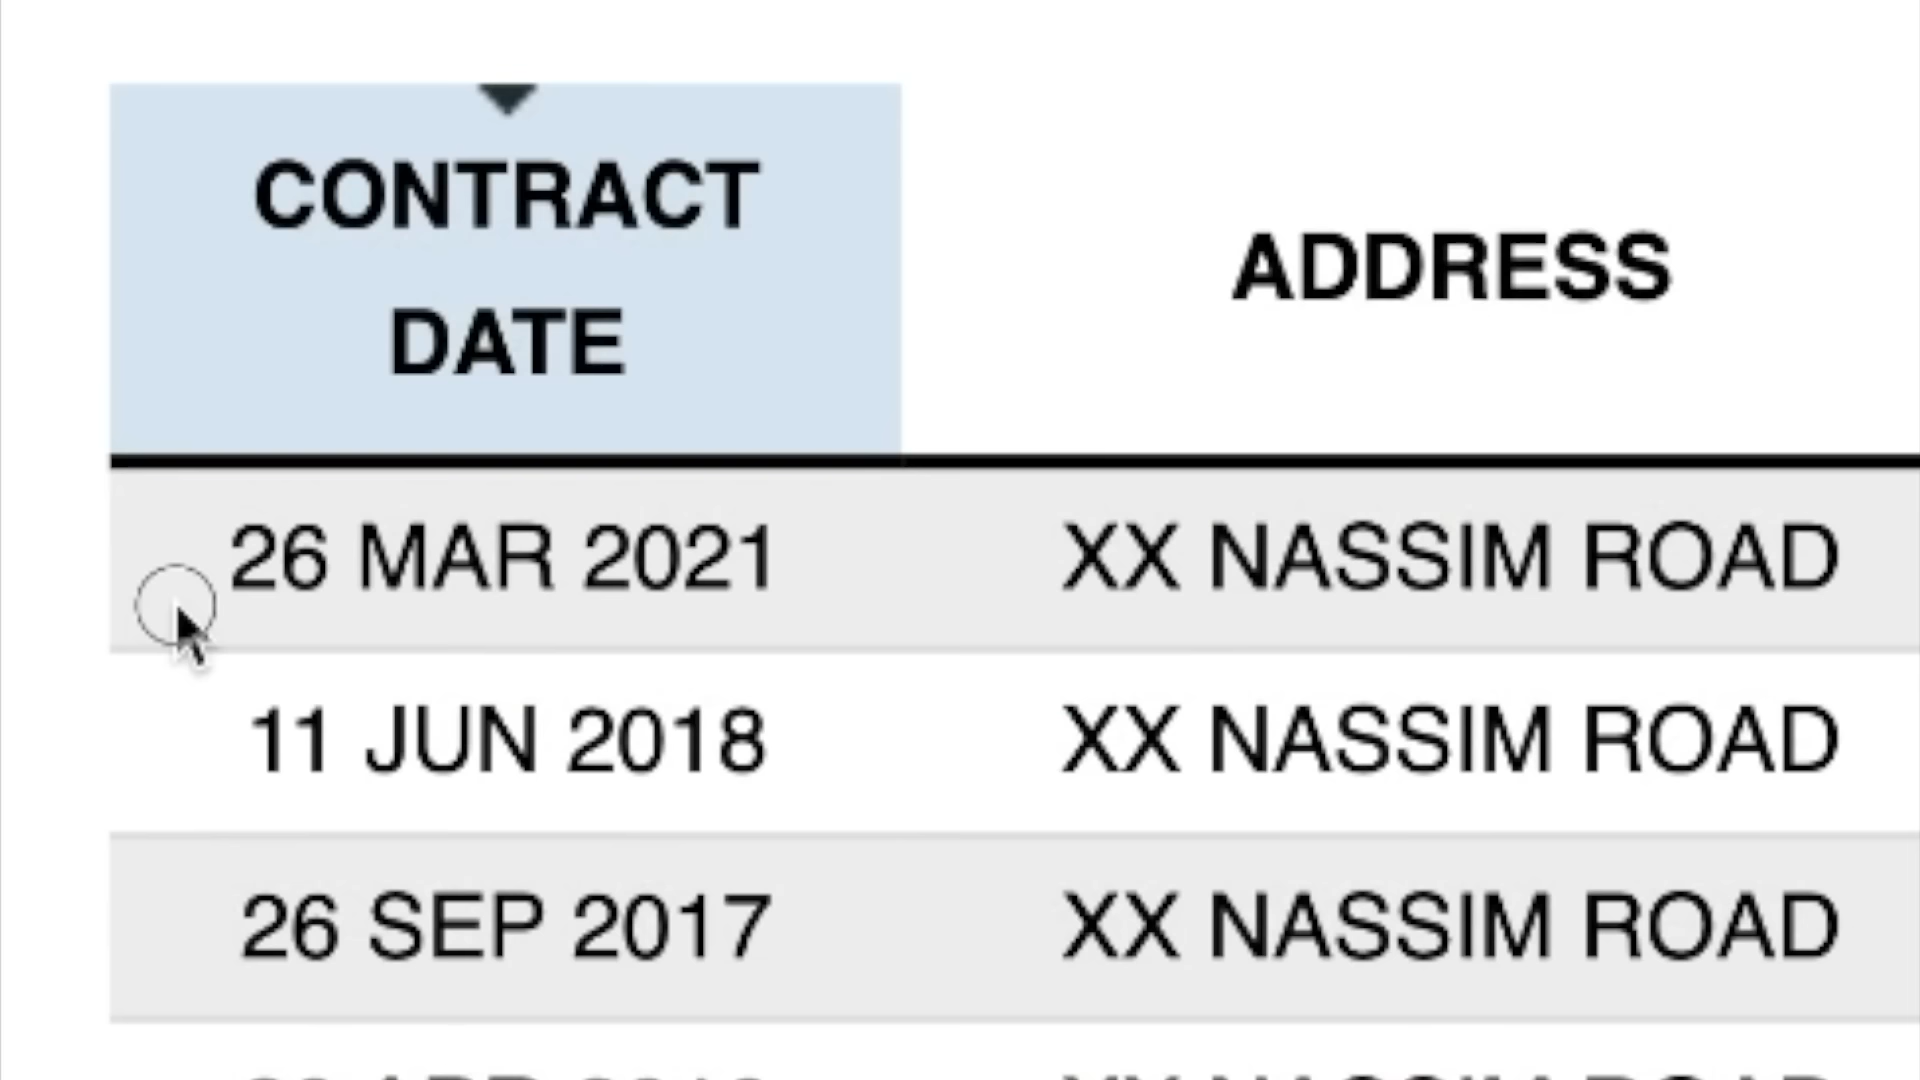 CONTRACT
DATE
ADDRESS
26 MAR 2021 XX NASSIM ROAD
11 JUN 2018 XX NASSIM ROAD
26 SEP 2017 XX NASSIM ROAD